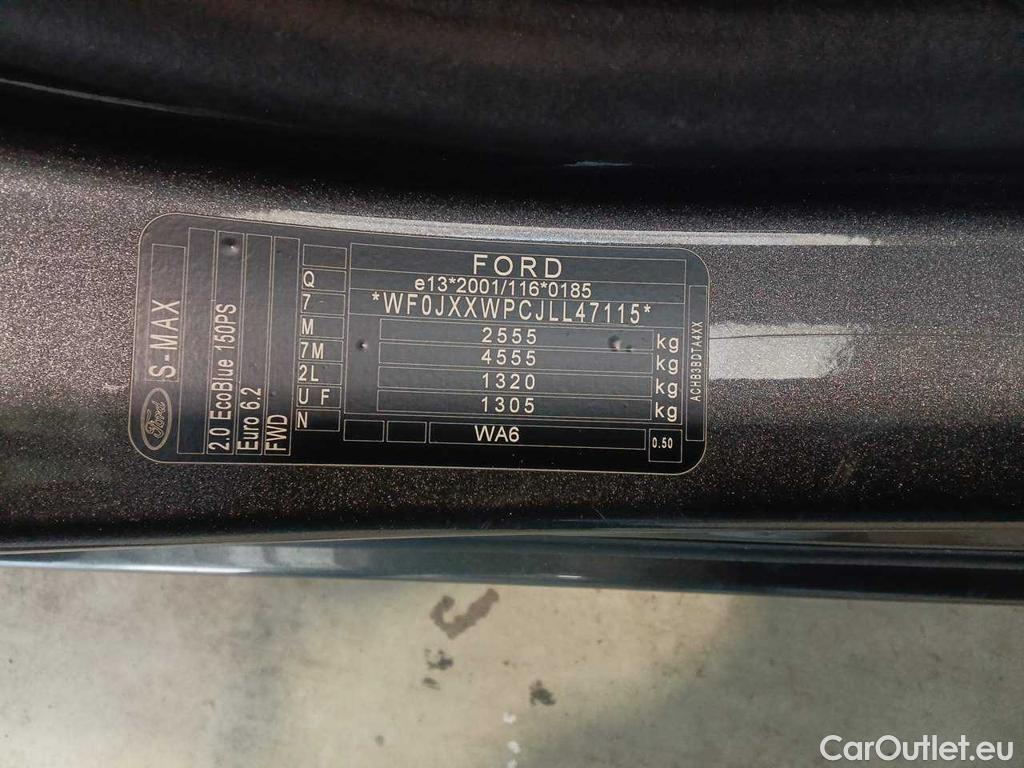 FORD
e13*2001/116*0185
*WF0JXXWPCJLL47115*
2555 kg
4555 kg
1320 kg
1305 kg
WA6
0.50
Q
7
M
7M
2L
U F
N
Ford
S-MAX
2.0 EcoBlue 150PS
Euro 6.2
FWD
ACHB3BDTA4XX
CarOutlet.eu